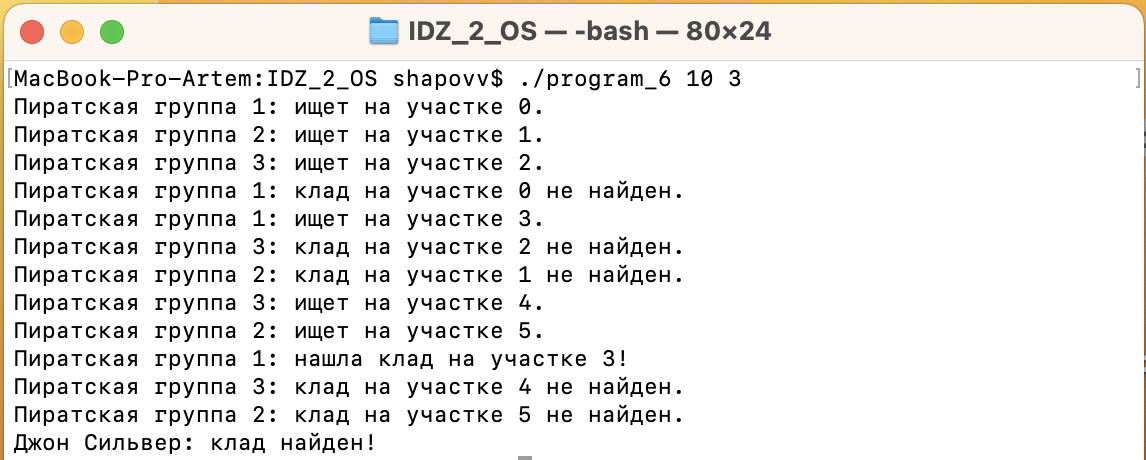 IDZ_2_OS — -bash — 80×24
[MacBook-Pro-Artem:IDZ_2_OS shapovv$ ./program_6 10 3 ]
Пиратская группа 1: ищет на участке 0.
Пиратская группа 2: ищет на участке 1.
Пиратская группа 3: ищет на участке 2.
Пиратская группа 1: клад на участке 0 не найден.
Пиратская группа 1: ищет на участке 3.
Пиратская группа 3: клад на участке 2 не найден.
Пиратская группа 2: клад на участке 1 не найден.
Пиратская группа 3: ищет на участке 4.
Пиратская группа 2: ищет на участке 5.
Пиратская группа 1: нашла клад на участке 3!
Пиратская группа 3: клад на участке 4 не найден.
Пиратская группа 2: клад на участке 5 не найден.
Джон Сильвер: клад найден!